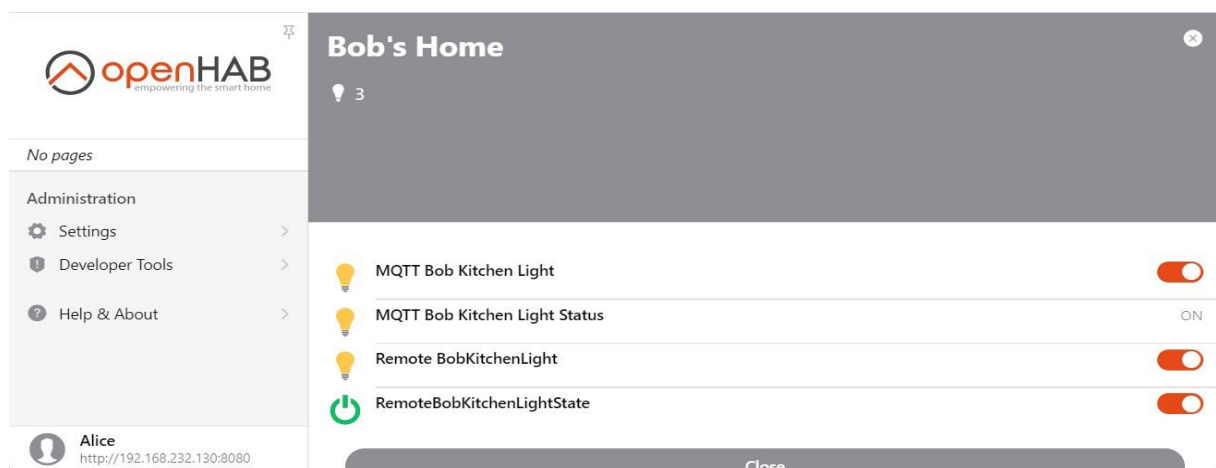 openHAB
empowering the smart home
No pages
Administration
Settings
Developer Tools
Help & About
Alice
http://192.168.232.130:8080
Bob's Home
3
MQTT Bob Kitchen Light
MQTT Bob Kitchen Light Status
ON
Remote BobKitchenLight
RemoteBobKitchenLightState
Close